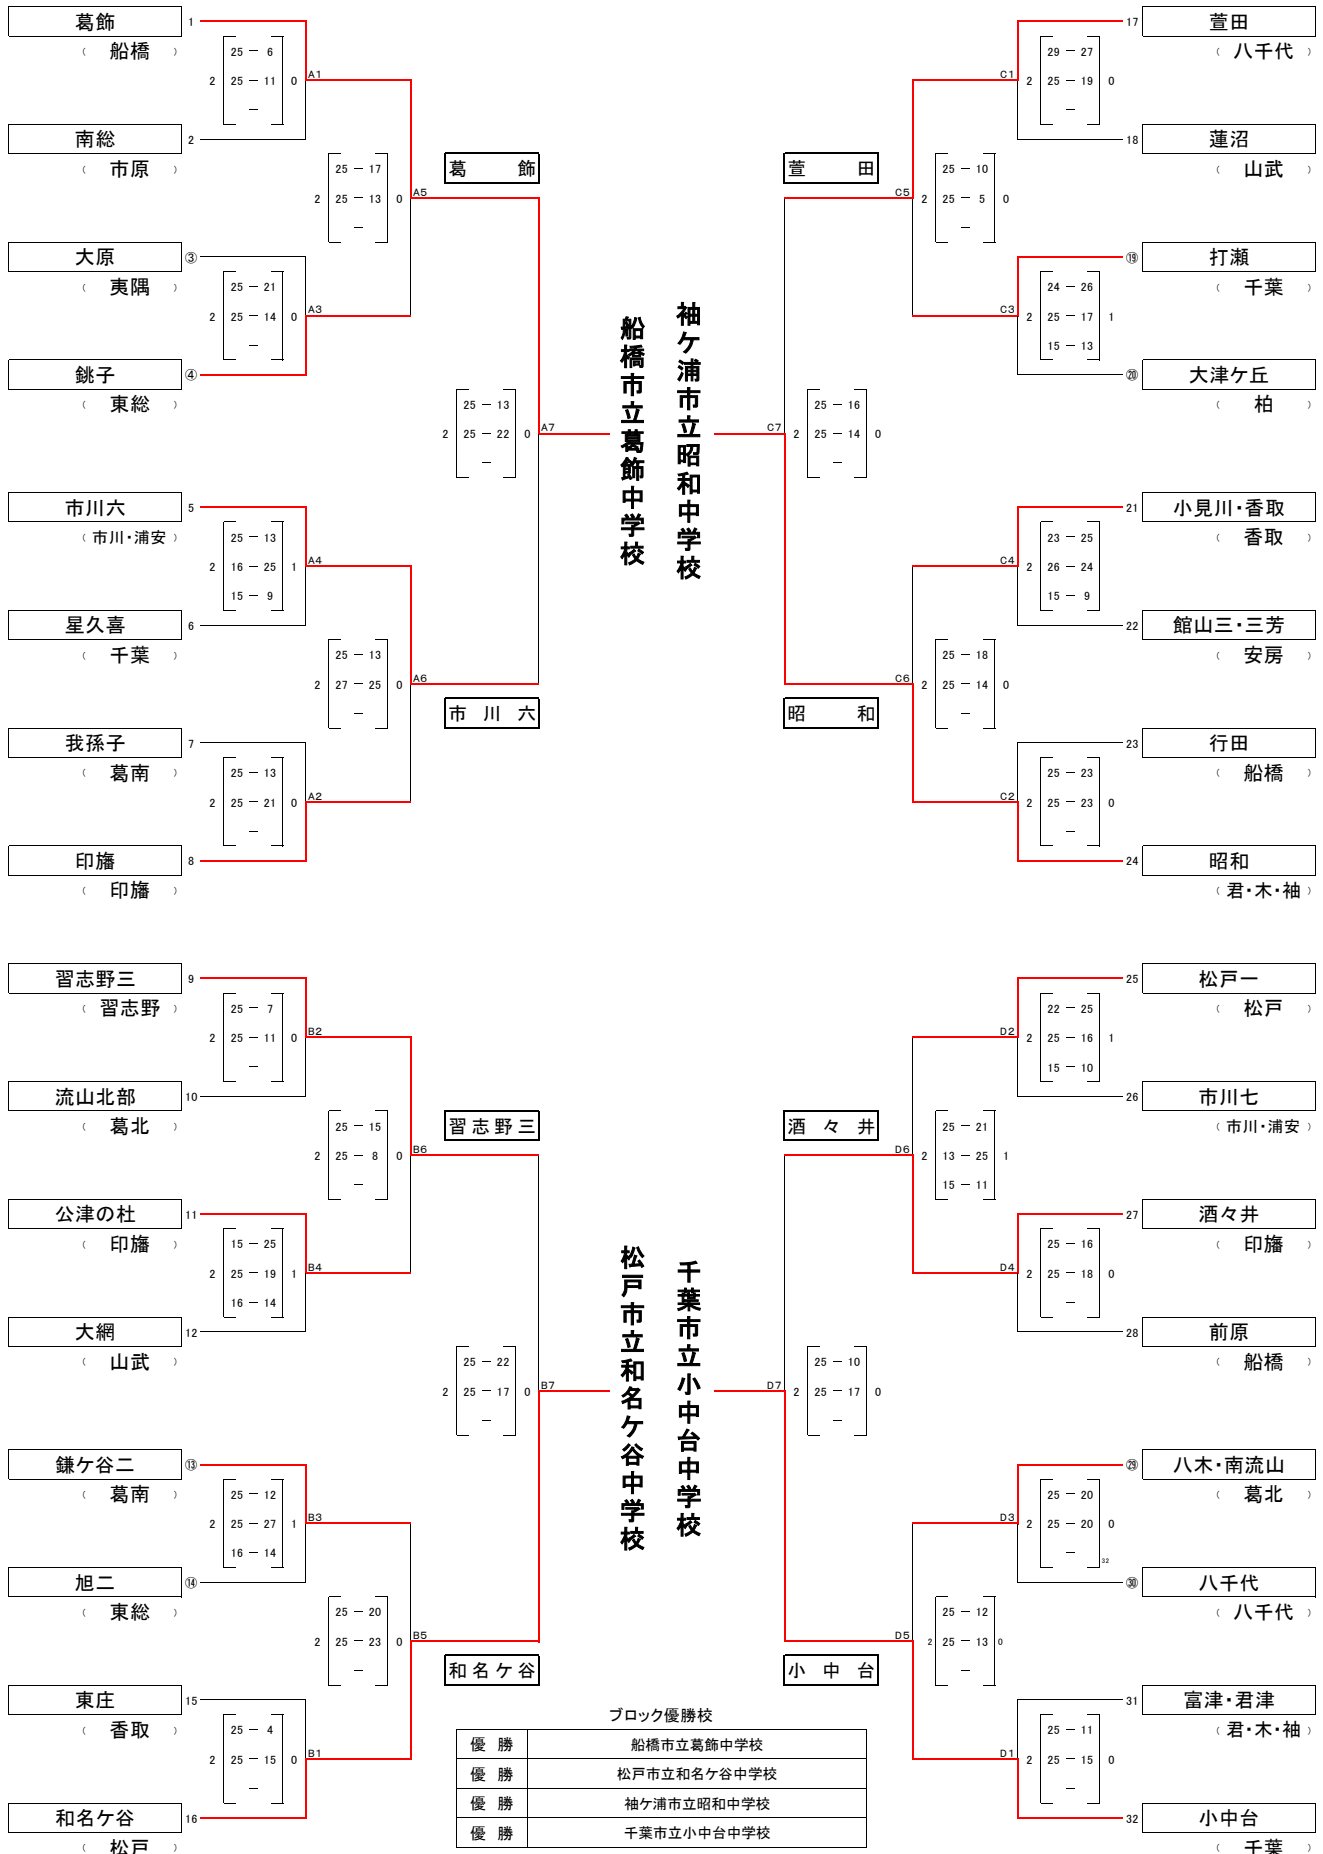 葛飾 1
( 船橋 )
25 － 6
2 25 － 11 0 A1
－
南総 2
( 市原 )
25 － 17
2 25 － 13 0 A5
－
葛 飾
大原 ③
( 夷隅 )
25 － 21
2 25 － 14 0 A3
－
銚子 ④
( 東総 )
25 － 13
2 25 － 22 0 A7
－
市川六 5
( 市川・浦安 )
25 － 13
2 16 － 25 1 A4
15 － 9
星久喜 6
( 千葉 )
25 － 13
2 27 － 25 0 A6
－
市 川 六
我孫子 7
( 葛南 )
25 － 13
2 25 － 21 0 A2
－
印旛 8
( 印旛 )
船橋市立葛飾中学校
袖ケ浦市立昭和中学校
17 萱田
( 八千代 )
29 － 27
C1 2 25 － 19 0
－
18 蓮沼
( 山武 )
萱 田
25 － 10
C5 2 25 － 5 0
－
⑲ 打瀬
( 千葉 )
24 － 26
C3 2 25 － 17 1
15 － 13
⑳ 大津ケ丘
( 柏 )
25 － 16
C7 2 25 － 14 0
－
21 小見川・香取
( 香取 )
23 － 25
C4 2 26 － 24
15 － 9
22 館山三・三芳
( 安房 )
25 － 18
C6 2 25 － 14 0
－
昭 和
23 行田
( 船橋 )
25 － 23
C2 2 25 － 23 0
－
24 昭和
( 君・木・袖 )
習志野三 9
( 習志野 )
25 － 7
2 25 － 11 0 B2
－
流山北部 10
( 葛北 )
25 － 15
2 25 － 8 0 B6
－
習志野三
公津の杜 11
( 印旛 )
15 － 25
2 25 － 19 1 B4
16 － 14
大網 12
( 山武 )
25 － 22
2 25 － 17 0 B7
－
鎌ケ谷二 ⑬
( 葛南 )
25 － 12
2 25 － 27 1 B3
16 － 14
旭二 ⑭
( 東総 )
25 － 20
2 25 － 23 0 B5
－
和名ケ谷
東庄 15
( 香取 )
25 － 4
2 25 － 15 0 B1
－
和名ケ谷 16
( 松戸 )
松戸市立和名ケ谷中学校
千葉市立小中台中学校
25 松戸一
( 松戸 )
22 － 25
D2 2 25 － 16 1
15 － 10
26 市川七
( 市川・浦安 )
酒 々 井
25 － 21
D6 2 13 － 25 1
15 － 11
27 酒々井
( 印旛 )
25 － 16
D4 2 25 － 18 0
－
28 前原
( 船橋 )
25 － 10
D7 2 25 － 17 0
－
㉙ 八木・南流山
( 葛北 )
25 － 20
D3 2 25 － 20 0
－
32
㉚ 八千代
( 八千代 )
25 － 12
D5 2 25 － 13 0
－
小 中 台
31 富津・君津
( 君・木・袖 )
25 － 11
D1 2 25 － 15 0
－
32 小中台
( 千葉 )
ブロック優勝校
優 勝 船橋市立葛飾中学校
優 勝 松戸市立和名ケ谷中学校
優 勝 袖ケ浦市立昭和中学校
優 勝 千葉市立小中台中学校